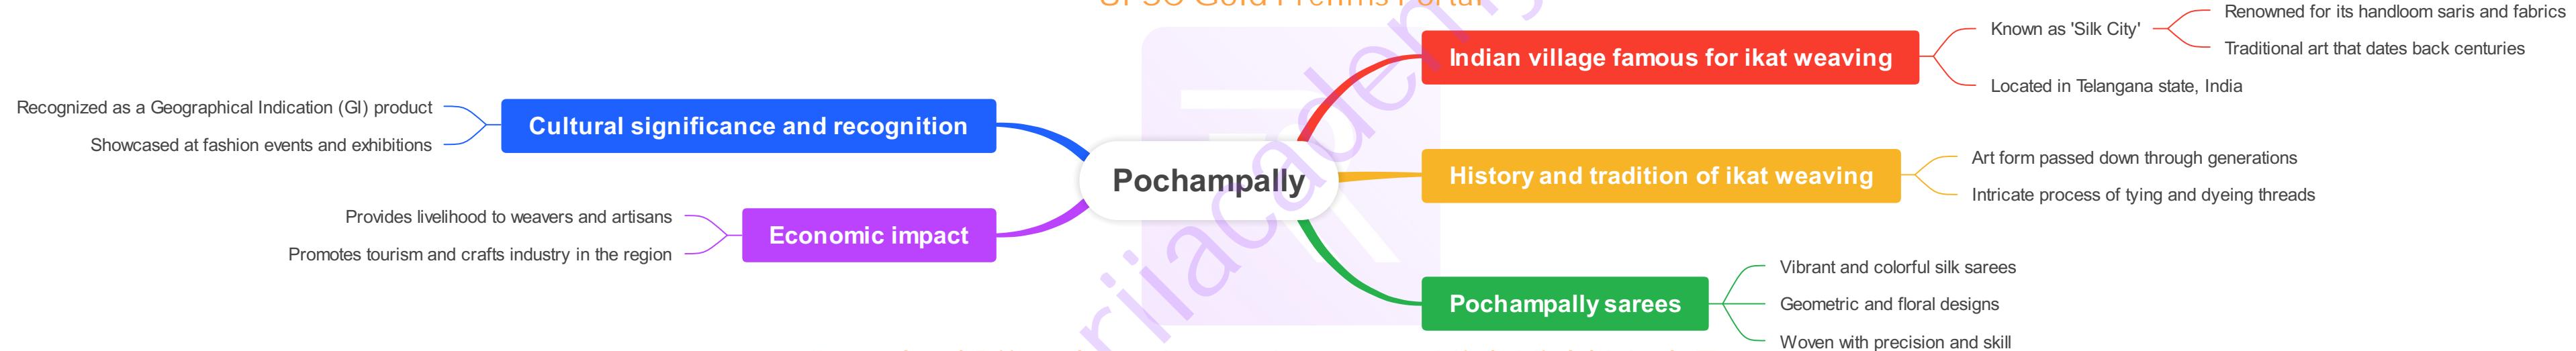 UPSC Gold Prelims Portal
Indian village famous for ikat weaving
Known as 'Silk City'
Renowned for its handloom saris and fabrics
Traditional art that dates back centuries
Located in Telangana state, India
Recognized as a Geographical Indication (GI) product
Showcased at fashion events and exhibitions
Cultural significance and recognition
Pochampally
History and tradition of ikat weaving
Art form passed down through generations
Intricate process of tying and dyeing threads
Provides livelihood to weavers and artisans
Promotes tourism and crafts industry in the region
Economic impact
Pochampally sarees
Vibrant and colorful silk sarees
Geometric and floral designs
Woven with precision and skill